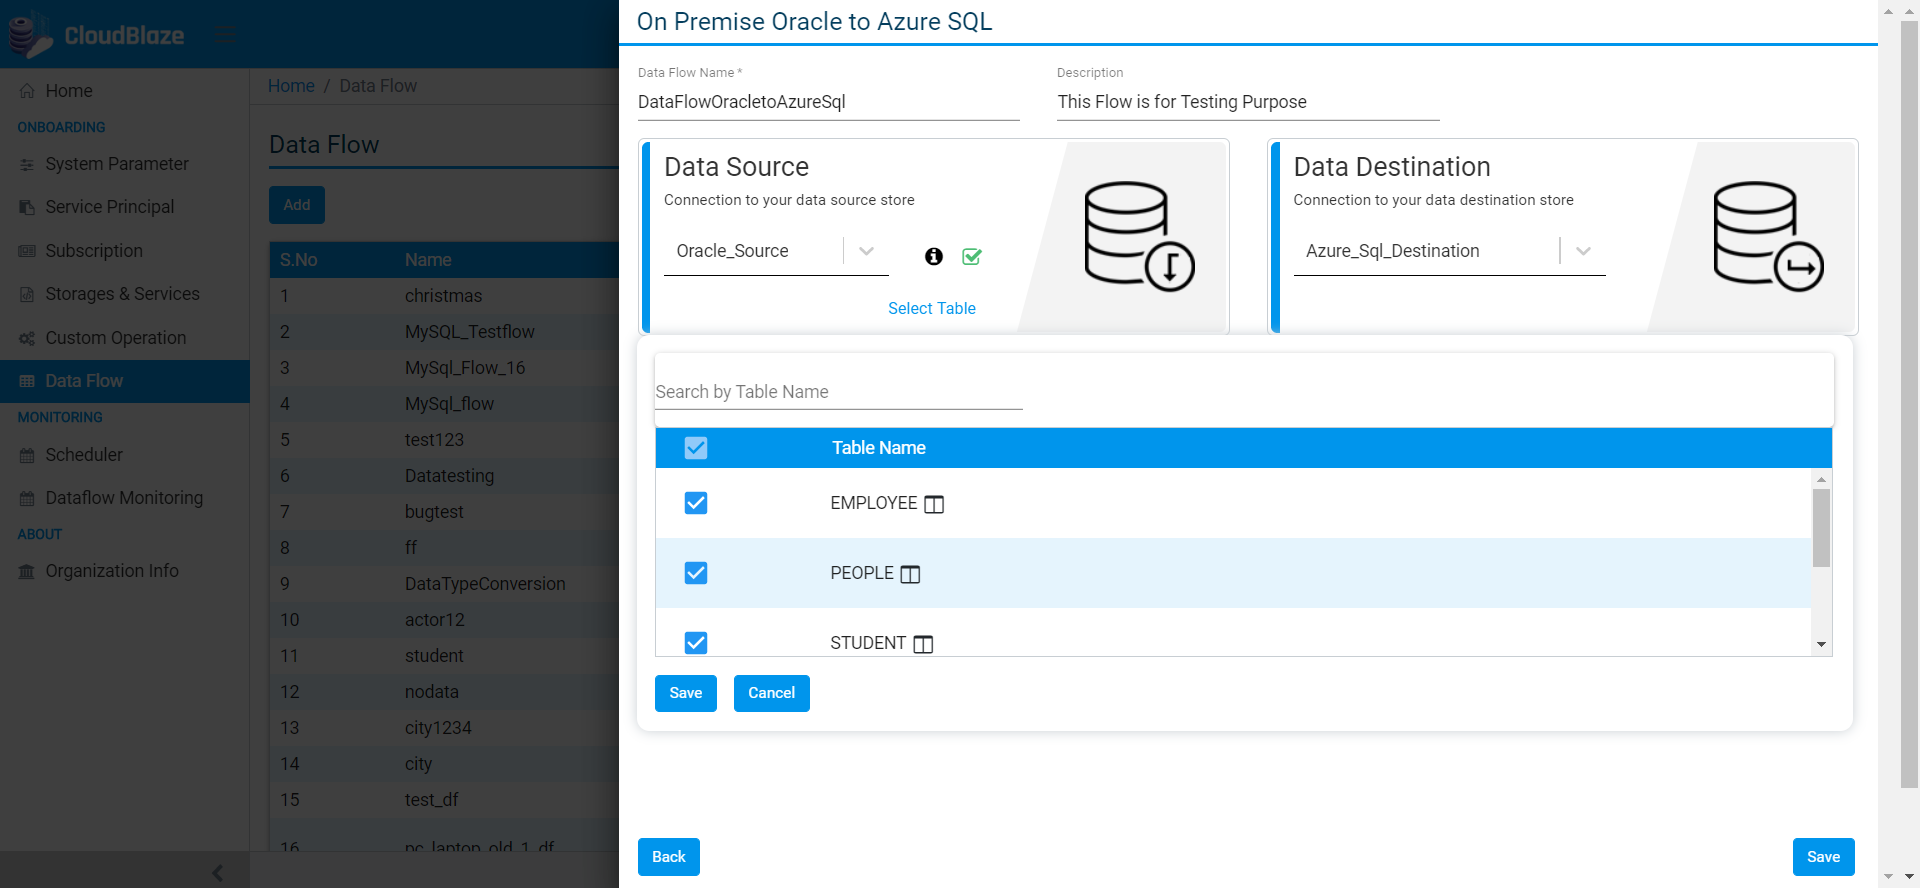 CloudBlaze
Home
ONBOARDING
System Parameter
Service Principal
Subscription
Storages & Services
Custom Operation
Data Flow
MONITORING
Scheduler
Dataflow Monitoring
ABOUT
Organization Info
Home / Data Flow
Data Flow
Add
S.No Name
1 christmas
2 MySQL_Testflow
3 MySql_Flow_16
4 MySql_flow
5 test123
6 Datatesting
7 bugtest
8 ff
9 DataTypeConversion
10 actor12
11 student
12 nodata
13 city1234
14 city
15 test_df
16 pc_laptop_old_1_df
On Premise Oracle to Azure SQL
Data Flow Name *
DataFlowOracletoAzureSql
Description
This Flow is for Testing Purpose
Data Source
Connection to your data source store
Oracle_Source
Select Table
Data Destination
Connection to your data destination store
Azure_Sql_Destination
Search by Table Name
Table Name
EMPLOYEE
PEOPLE
STUDENT
Save Cancel
Back Save